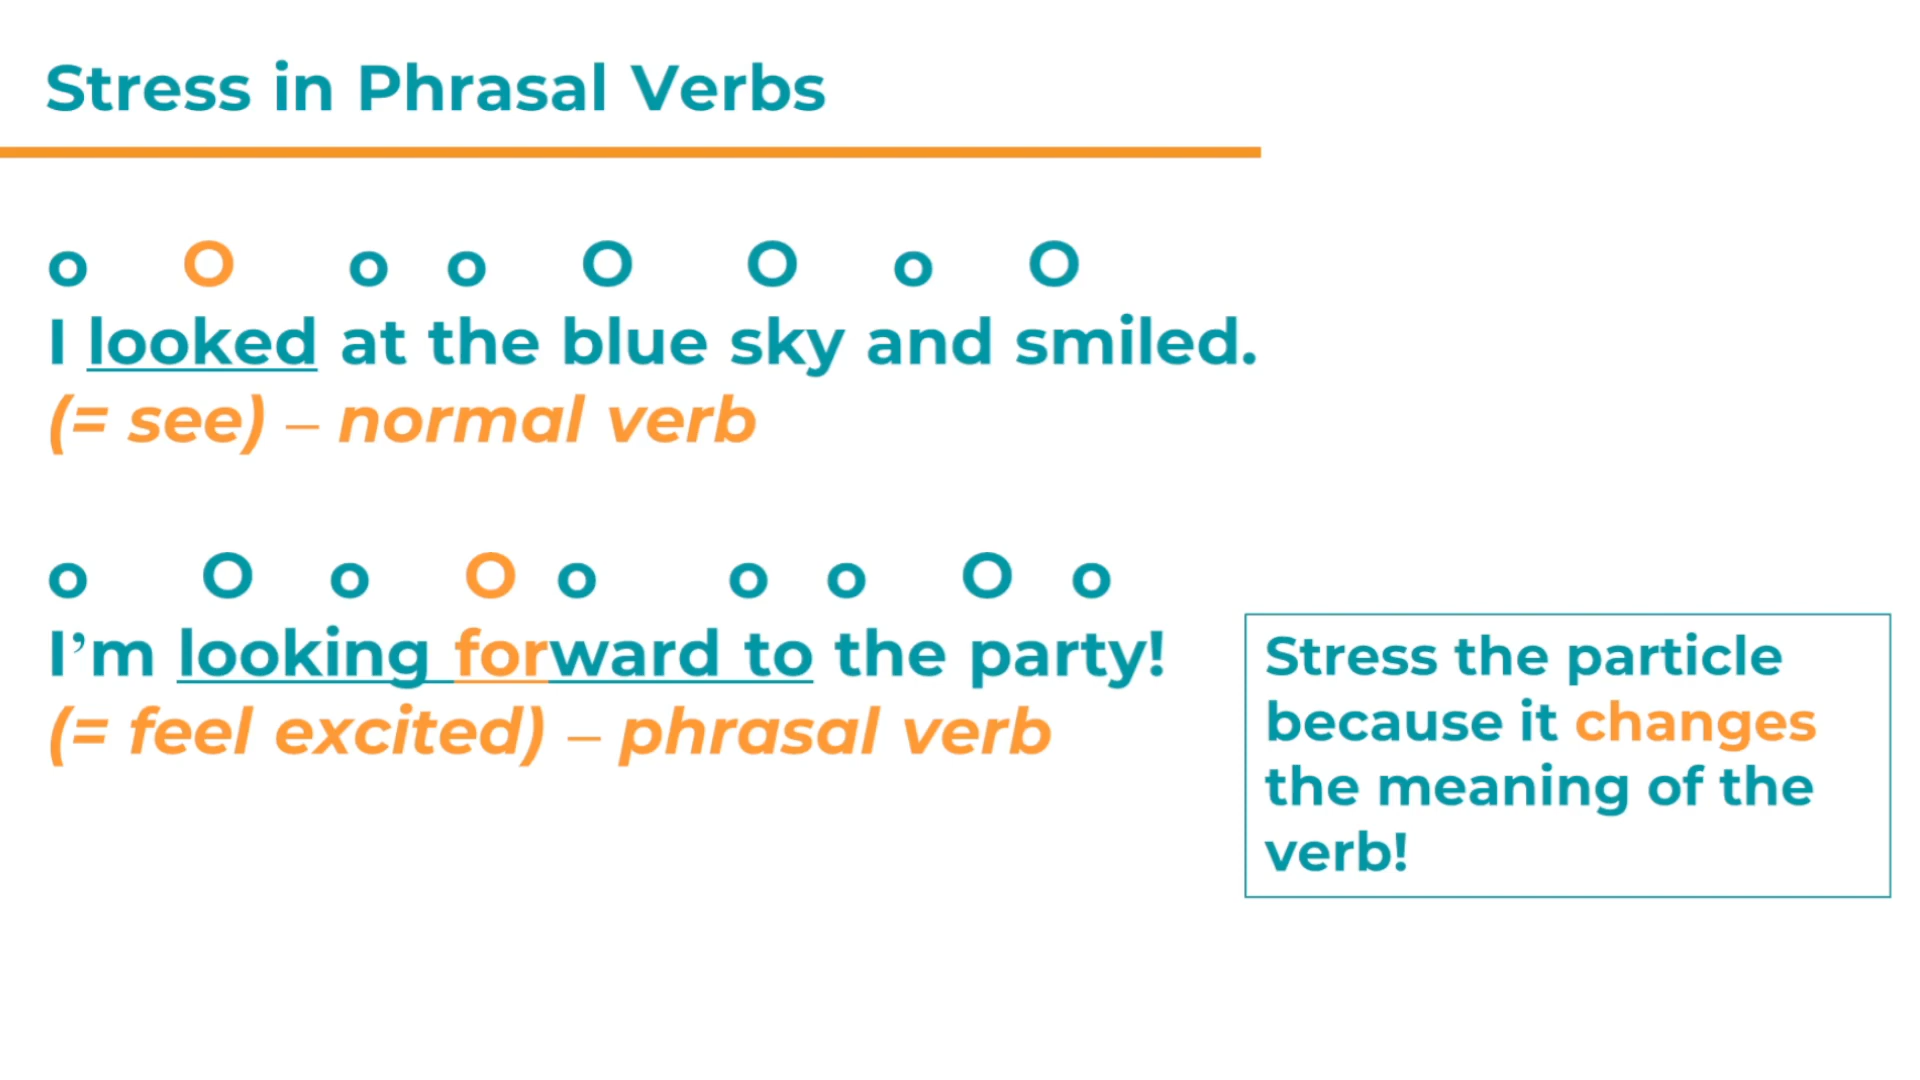 Stress in Phrasal Verbs
o O o o O O o O
I looked at the blue sky and smiled.
(= see) – normal verb
o O o O o o o O o
I’m looking forward to the party!
(= feel excited) – phrasal verb
Stress the particle
because it changes
the meaning of the
verb!